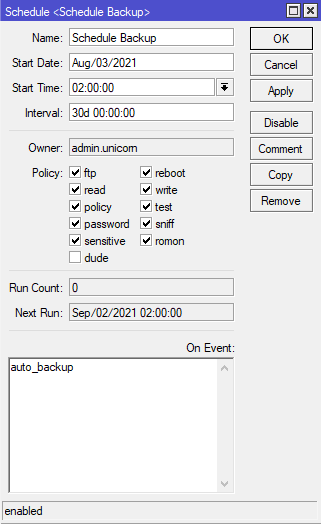 Schedule <Schedule Backup>
Name: Schedule Backup
OK
Start Date: Aug/03/2021
Cancel
Start Time: 02:00:00
Apply
Interval: 30d 00:00:00
Disable
Owner: admin.unicorn
Comment
Policy: ftp reboot
Copy
read write
Remove
policy test
password sniff
sensitive romon
dude
Run Count: 0
Next Run: Sep/02/2021 02:00:00
On Event:
auto_backup
enabled